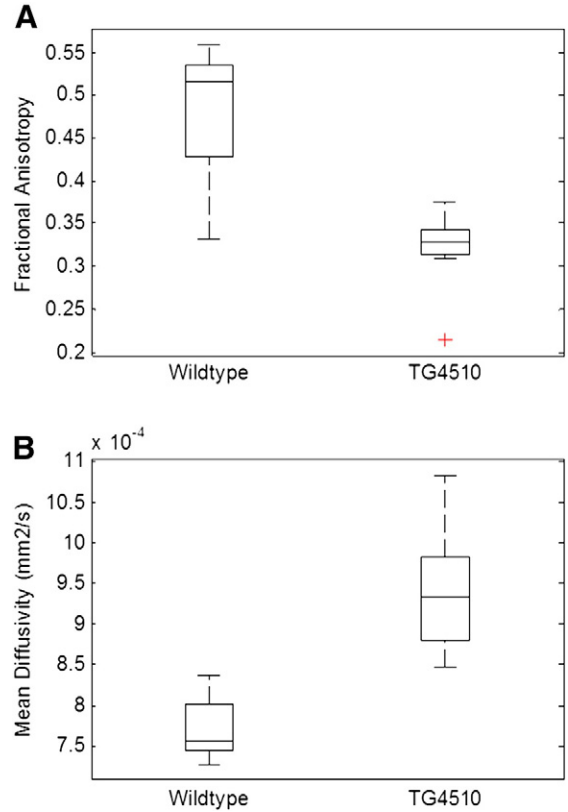 A
Fractional Anisotropy
0.55
0.5
0.45
0.4
0.35
0.3
0.25
0.2
Wildtype
TG4510
B
x 10-4
Mean Diffusivity (mm2/s)
11
10.5
10
9.5
9
8.5
8
7.5
Wildtype
TG4510